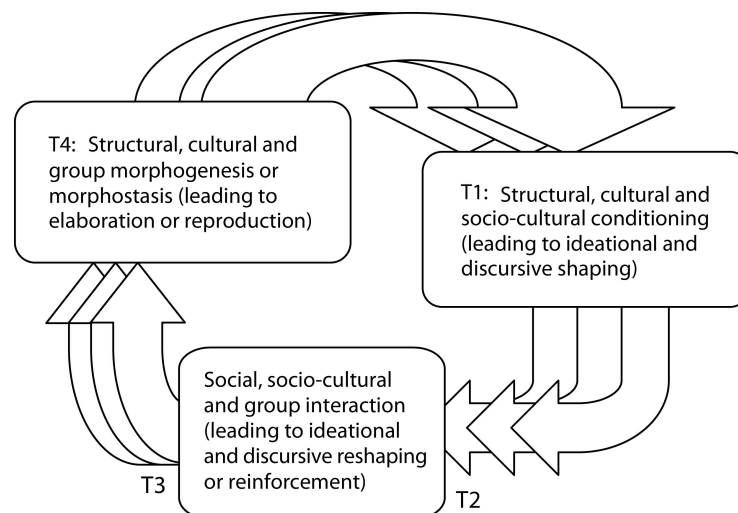 T4: Structural, cultural and
group morphogenesis or
morphostasis (leading to
elaboration or reproduction)
T1: Structural, cultural and
socio-cultural conditioning
(leading to ideational and
discursive shaping)
Social, socio-cultural
and group interaction
(leading to ideational
and discursive reshaping
or reinforcement)
T3
T2